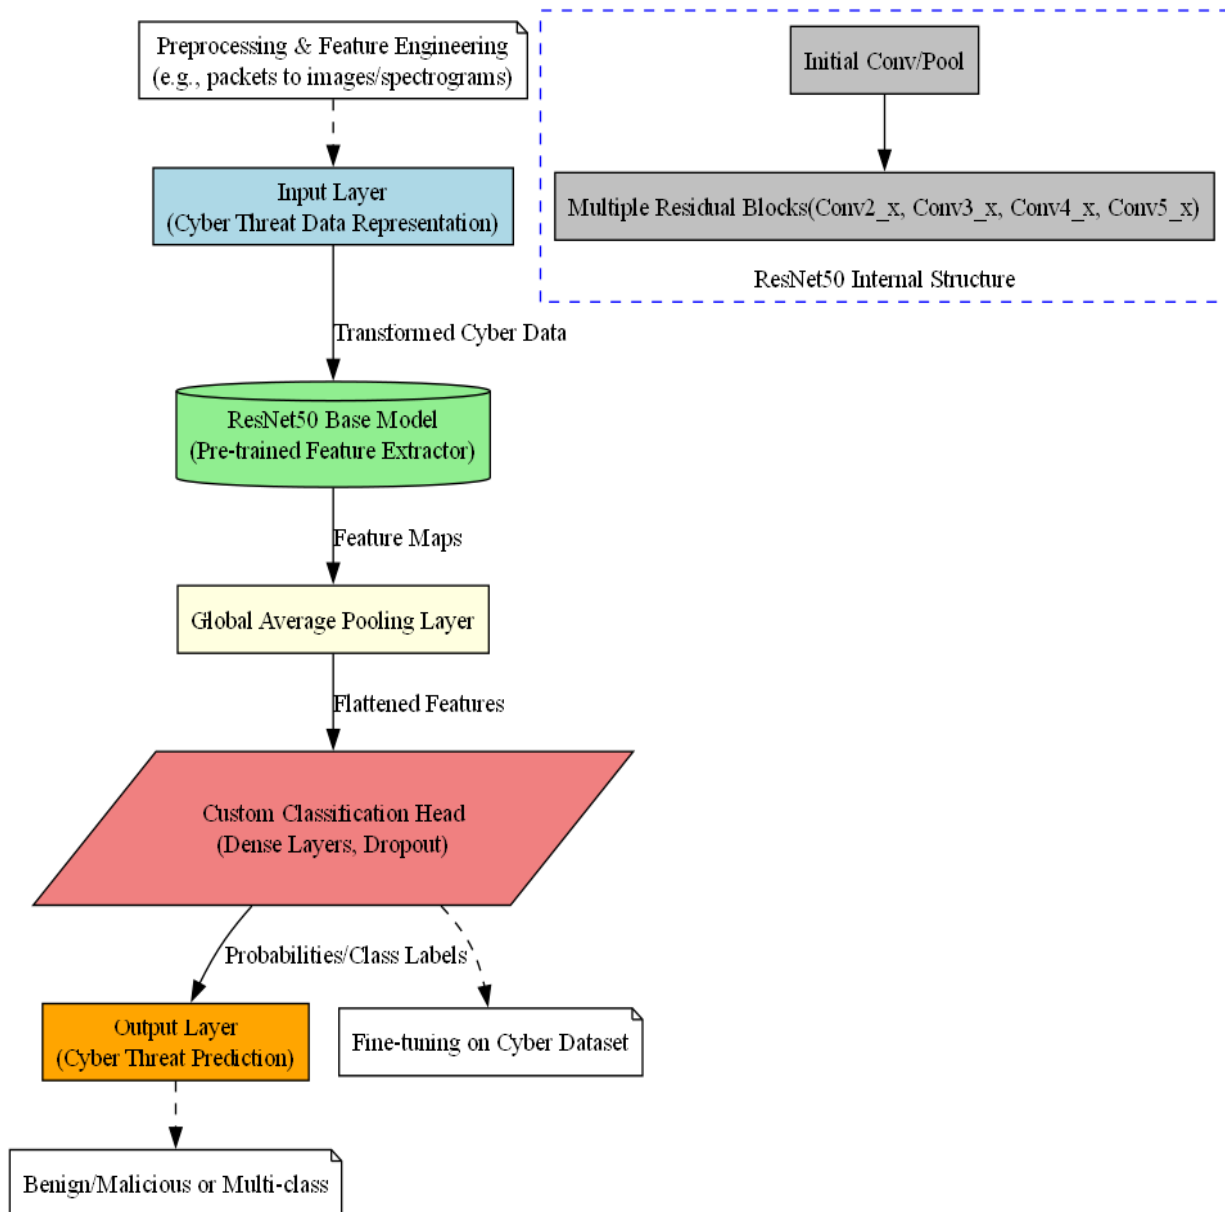 Preprocessing & Feature Engineering
(e.g., packets to images/spectrograms)
Initial Conv/Pool
Input Layer
(Cyber Threat Data Representation)
Multiple Residual Blocks(Conv2_x, Conv3_x, Conv4_x, Conv5_x)
ResNet50 Internal Structure
Transformed Cyber Data
ResNet50 Base Model
(Pre-trained Feature Extractor)
Feature Maps
Global Average Pooling Layer
Flattened Features
Custom Classification Head
(Dense Layers, Dropout)
Probabilities/Class Labels
Output Layer
(Cyber Threat Prediction)
Fine-tuning on Cyber Dataset
Benign/Malicious or Multi-class